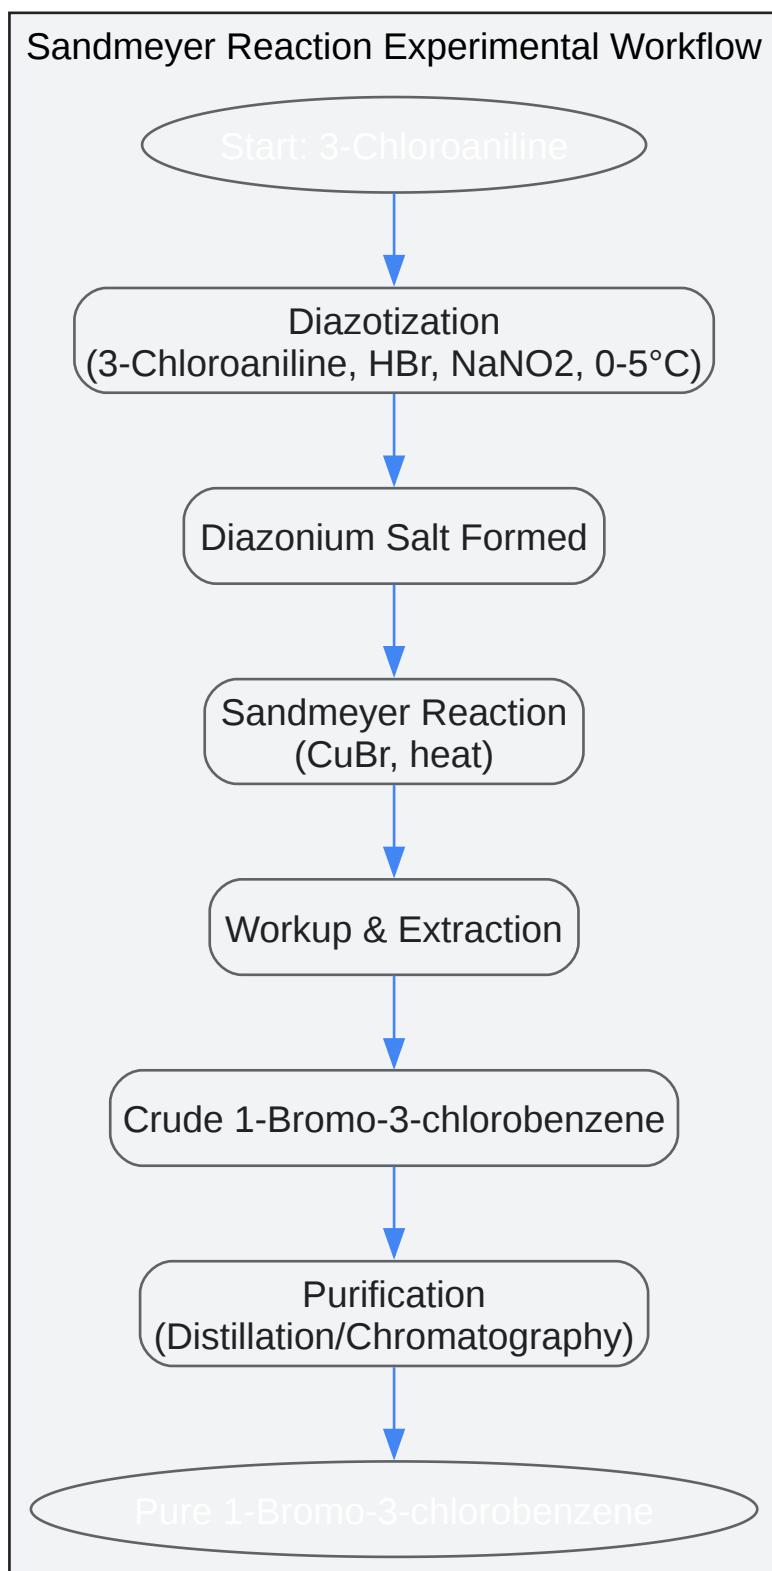 Sandmeyer Reaction Experimental Workflow
Start: 3-Chloroaniline
Diazotization
(3-Chloroaniline, HBr, NaNO2, 0-5°C)
Diazonium Salt Formed
Sandmeyer Reaction
(CuBr, heat)
Workup & Extraction
Crude 1-Bromo-3-chlorobenzene
Purification
(Distillation/Chromatography)
Pure 1-Bromo-3-chlorobenzene